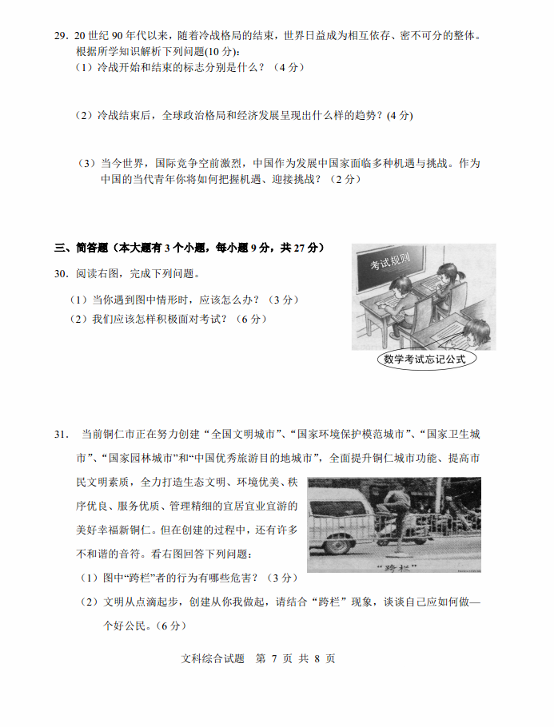 29．20 世纪 90 年代以来，随着冷战格局的结束，世界日益成为相互依存、密不可分的整体。
根据所学知识解析下列问题(10 分)：
（1）冷战开始和结束的标志分别是什么？（4 分）
（2）冷战结束后，全球政治格局和经济发展呈现出什么样的趋势？(4 分)
（3）当今世界，国际竞争空前激烈，中国作为发展中国家面临多种机遇与挑战。作为
中国的当代青年你将如何把握机遇、迎接挑战？（2 分）
三、简答题（本大题有 3 个小题，每小题 9 分，共 27 分）
30．阅读右图，完成下列问题。
考试规则
（1）当你遇到图中情形时，应该怎么办？（3 分）
（2）我们应该怎样积极面对考试？（6 分）
数学考试忘记公式
31． 当前铜仁市正在努力创建“全国文明城市”、“国家环境保护模范城市”、“国家卫生城
市”、“国家园林城市”和“中国优秀旅游目的地城市”，全面提升铜仁城市功能、提高市
民文明素质，全力打造生态文明、环境优美、秩
序优良、服务优质、管理精细的宜居宜业宜游的
美好幸福新铜仁。但在创建的过程中，还有许多
不和谐的音符。看右图回答下列问题：
“跨栏”
（1）图中“跨栏”者的行为有哪些危害？（3 分）
（2）文明从点滴起步，创建从你我做起，请结合“跨栏”现象，谈谈自己应如何做一
个好公民。（6 分）
文科综合试题 第 7 页 共 8 页